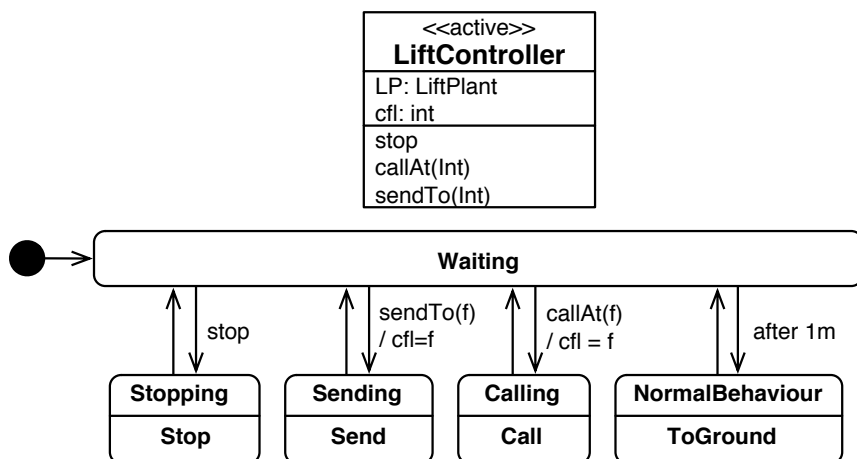 <<active>>
LiftController
LP: LiftPlant
cfl: int
stop
callAt(Int)
sendTo(Int)
Waiting
stop
sendTo(f)
/ cfl=f
callAt(f)
/ cfl = f
after 1m
Stopping
Stop
Sending
Send
Calling
Call
NormalBehaviour
ToGround